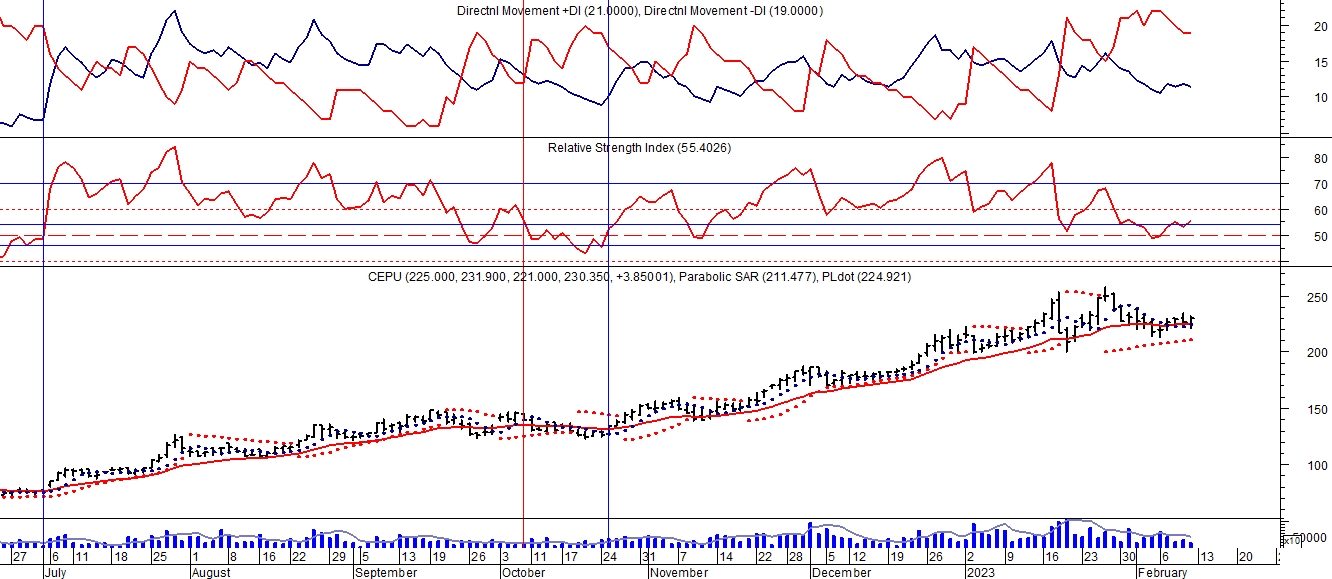 Directnl Movement +DI (21.0000), Directnl Movement -DI (19.0000)
20
15
10
Relative Strength Index (55.4026)
80
70
60
50
CEPU (225.000, 231.900, 221.000, 230.350, +3.85001), Parabolic SAR (211.477), PLdot (224.921)
250
200
150
100
27 6 11 18 25 1 8 16 22 29 5 13 19 26 3 11 17 24 31 7 14 22 28 5 12 19 26 2 9 16 23 30 6 13 20
July August September October November December 2023 February